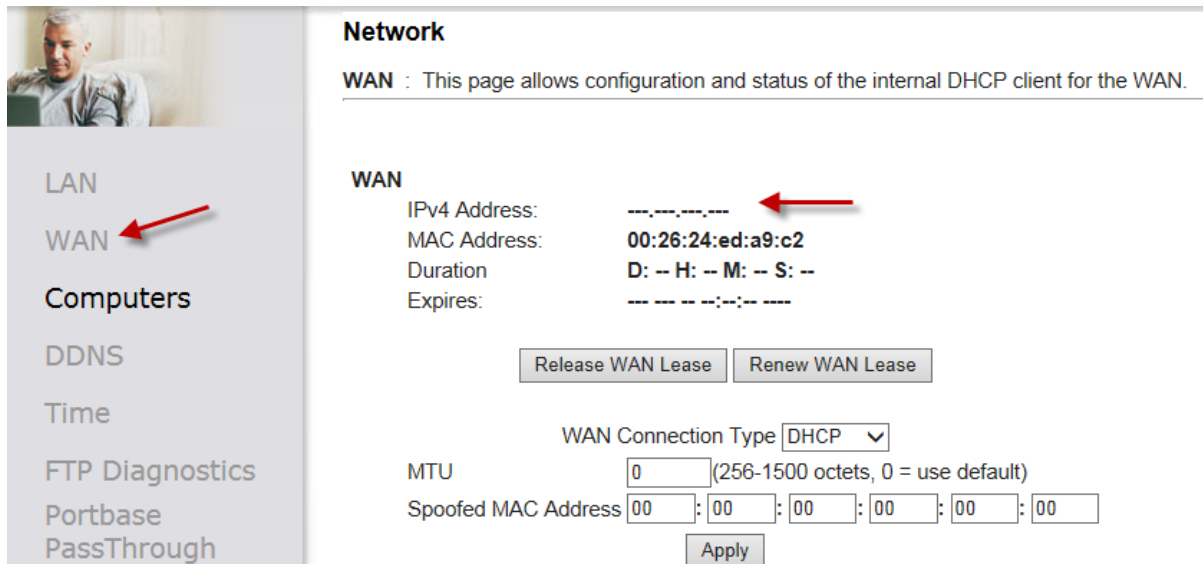 Network
WAN : This page allows configuration and status of the internal DHCP client for the WAN.
LAN
WAN
Computers
DDNS
Time
FTP Diagnostics
Portbase
PassThrough
WAN
IPv4 Address: ---.---.---.---
MAC Address: 00:26:24:ed:a9:c2
Duration D: -- H: -- M: -- S: --
Expires: --- --- -- --:--:-- ----
Release WAN Lease Renew WAN Lease
WAN Connection Type DHCP
MTU 0 (256-1500 octets, 0 = use default)
Spoofed MAC Address 00 : 00 : 00 : 00 : 00 : 00
Apply